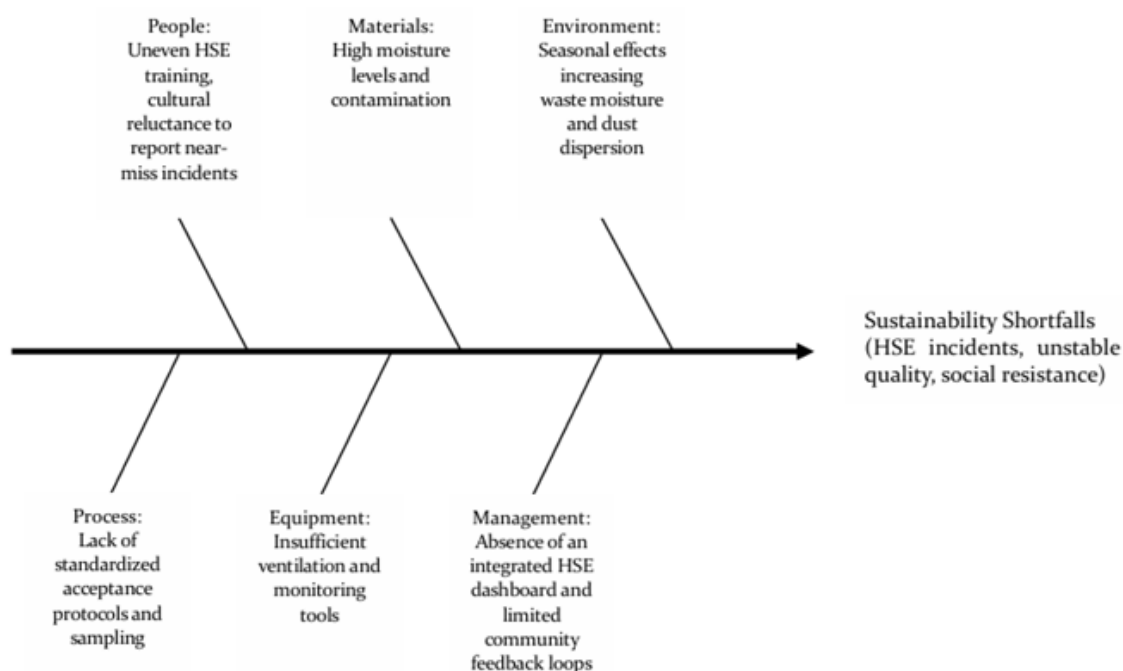 People:
Uneven HSE
training,
cultural
reluctance to
report near-
miss incidents
Materials:
High moisture
levels and
contamination
Environment:
Seasonal effects
increasing
waste moisture
and dust
dispersion
Sustainability Shortfalls
(HSE incidents, unstable
quality, social resistance)
Process:
Lack of
standardized
acceptance
protocols and
sampling
Equipment:
Insufficient
ventilation and
monitoring
tools
Management:
Absence of an
integrated HSE
dashboard and
limited
community
feedback loops